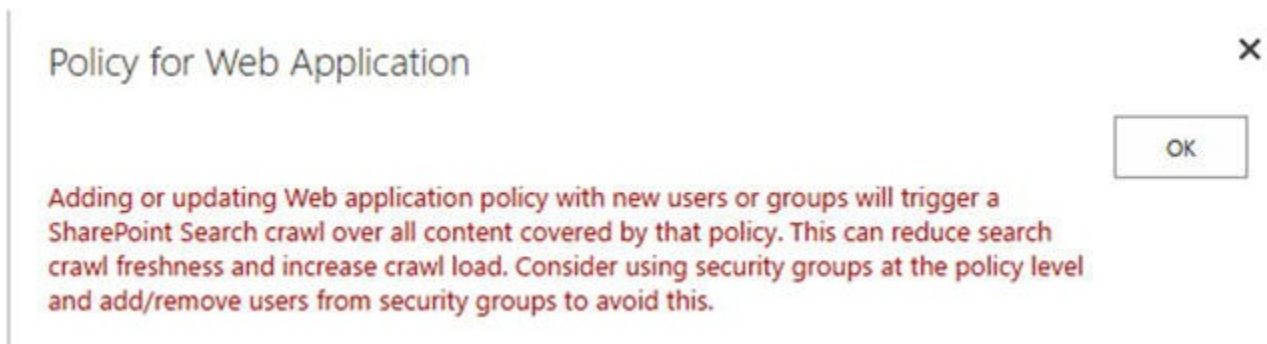 Policy for Web Application
OK
Adding or updating Web application policy with new users or groups will trigger a
SharePoint Search crawl over all content covered by that policy. This can reduce search
crawl freshness and increase crawl load. Consider using security groups at the policy level
and add/remove users from security groups to avoid this.